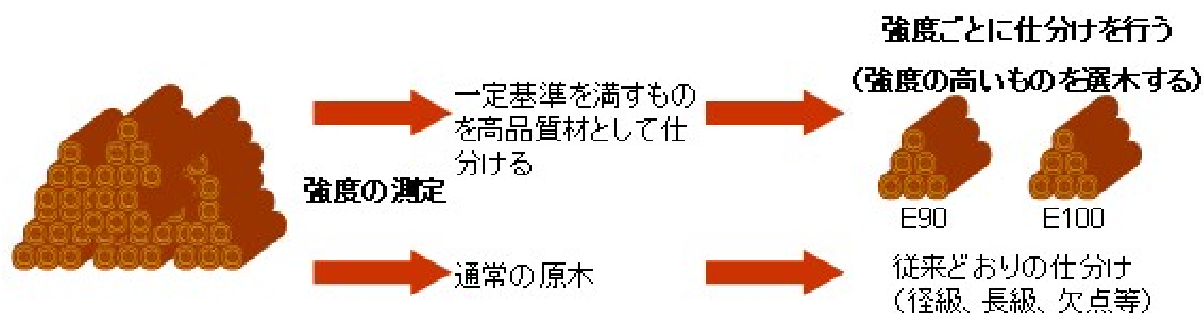 強度の測定
一定基準を満すもの
を高品質材として仕
分ける
強度ごとに仕分けを行う
（強度の高いものを選木する）
E90
E100
通常の原木
従来どおりの仕分け
（径級、長級、欠点等）